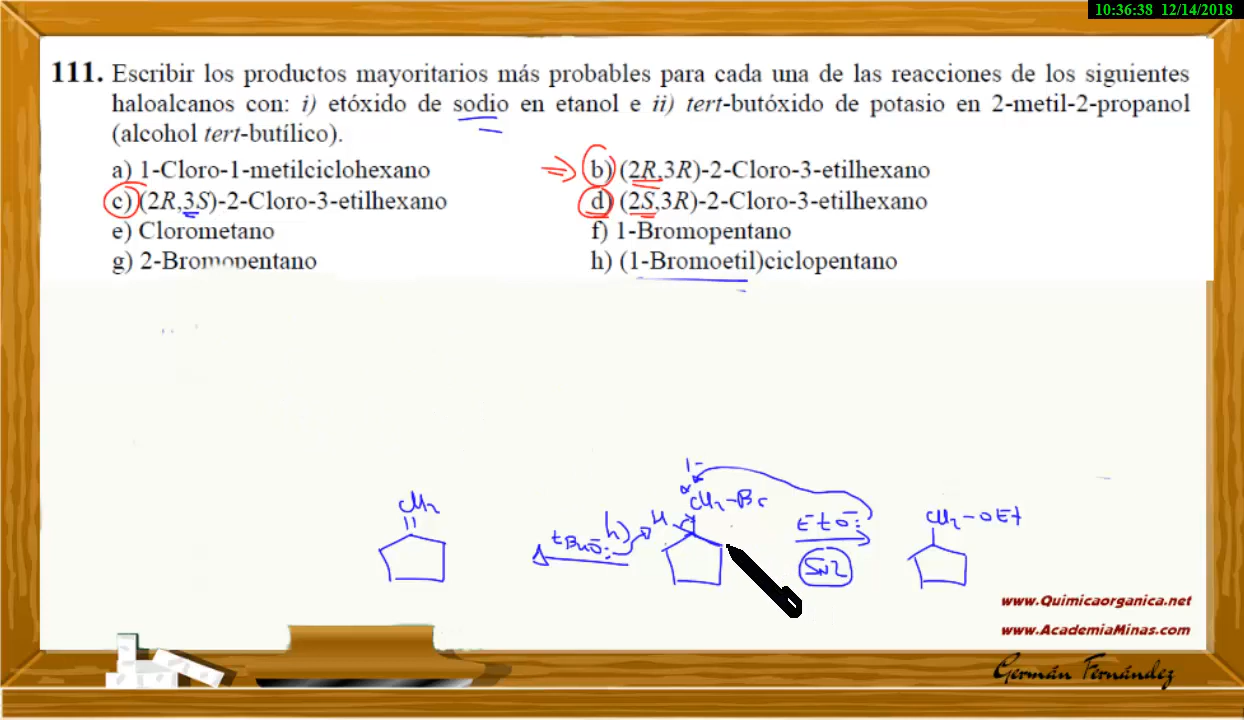 10:36:38 12/14/2018
111. Escribir los productos mayoritarios más probables para cada una de las reacciones de los siguientes
haloalcanos con: i) etóxido de sodio en etanol e ii) tert-butóxido de potasio en 2-metil-2-propanol
(alcohol tert-butílico).
a) 1-Cloro-1-metilciclohexano
b) (2R,3R)-2-Cloro-3-etilhexano
c) (2R,3S)-2-Cloro-3-etilhexano
d) (2S,3R)-2-Cloro-3-etilhexano
e) Clorometano
f) 1-Bromopentano
g) 2-Bromopentano
h) (1-Bromoetil)ciclopentano
1-
α
CH2 tBuO: h) H CH2-Br EtO: CH2-OEt
SN2
www.Quimicaorganica.net
www.AcademiaMinas.com
Germán Fernández